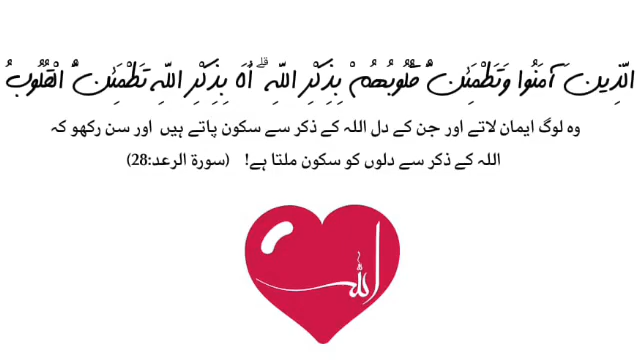 الَّذِينَ آمَنُوا وَتَطْمَئِنُّ قُلُوبُهُمْ بِذِكْرِ اللَّهِ ۗ أَلَا بِذِكْرِ اللَّهِ تَطْمَئِنُّ الْقُلُوبُ
وہ لوگ ایمان لاتے اور جن کے دل اللہ کے ذکر سے سکون پاتے ہیں اور سن رکھو کہ
اللہ کے ذکر سے دلوں کو سکون ملتا ہے! (سورۃ الرعد:28)
الله